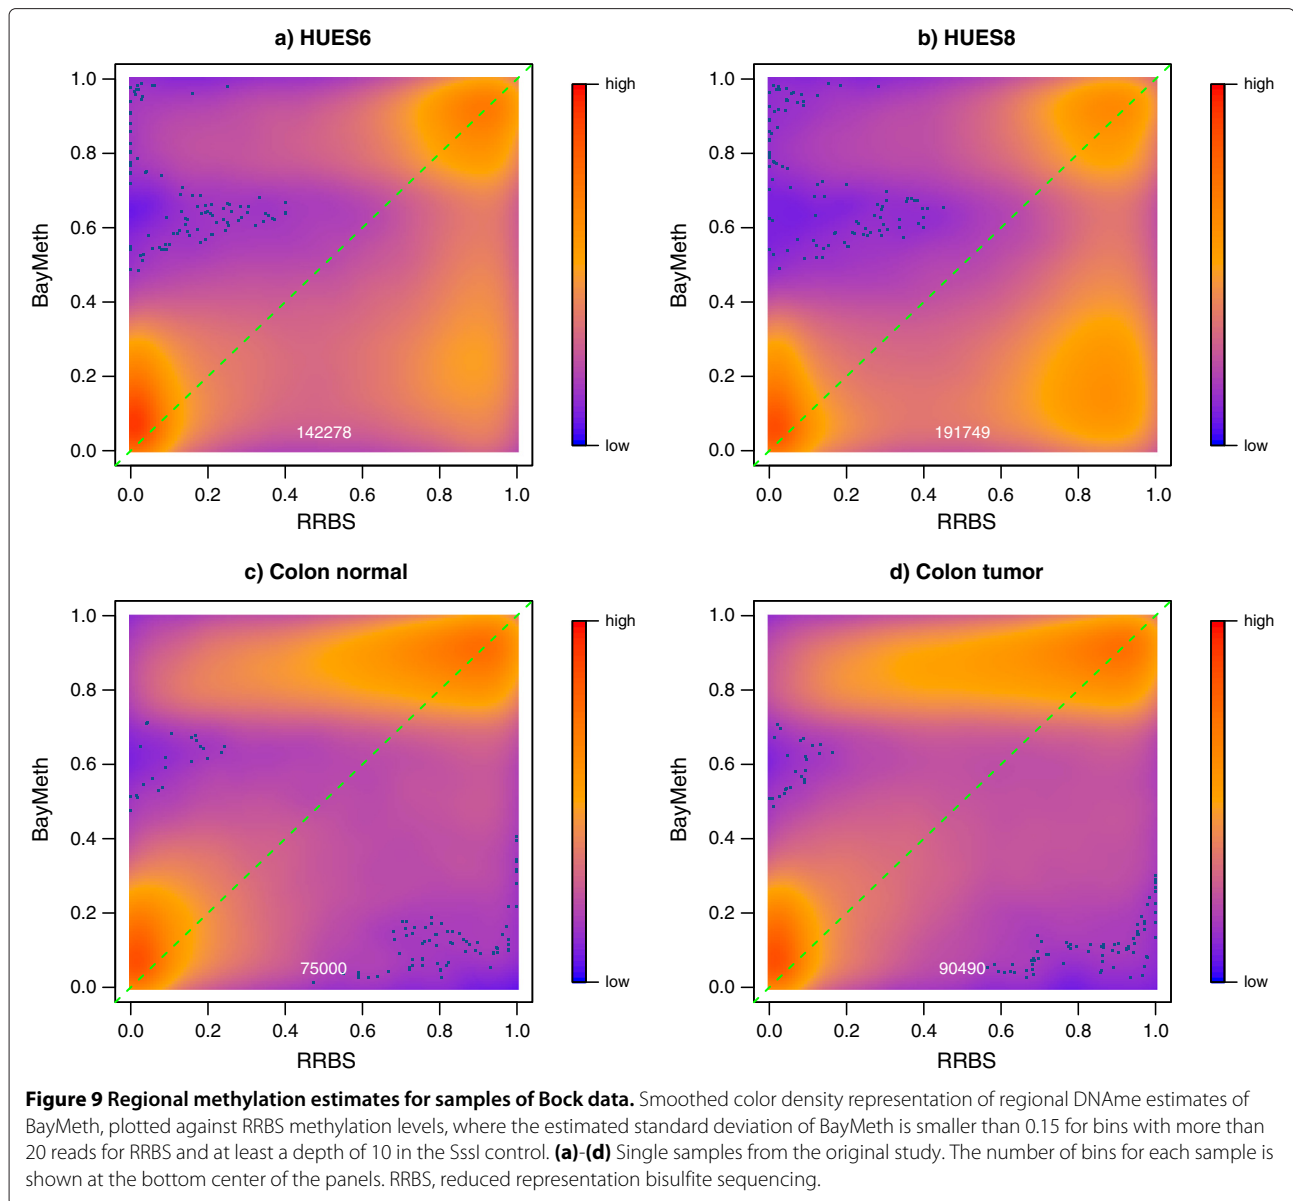 a) HUES6
1.0
0.8
0.6
0.4
0.2
0.0
BayMeth
142278
0.0 0.2 0.4 0.6 0.8 1.0
RRBS
high
low
b) HUES8
1.0
0.8
0.6
0.4
0.2
0.0
BayMeth
191749
0.0 0.2 0.4 0.6 0.8 1.0
RRBS
high
low
c) Colon normal
1.0
0.8
0.6
0.4
0.2
0.0
BayMeth
75000
0.0 0.2 0.4 0.6 0.8 1.0
RRBS
high
low
d) Colon tumor
1.0
0.8
0.6
0.4
0.2
0.0
BayMeth
90490
0.0 0.2 0.4 0.6 0.8 1.0
RRBS
high
low
Figure 9 Regional methylation estimates for samples of Bock data. Smoothed color density representation of regional DNAme estimates of
BayMeth, plotted against RRBS methylation levels, where the estimated standard deviation of BayMeth is smaller than 0.15 for bins with more than
20 reads for RRBS and at least a depth of 10 in the SssI control. (a)-(d) Single samples from the original study. The number of bins for each sample is
shown at the bottom center of the panels. RRBS, reduced representation bisulfite sequencing.